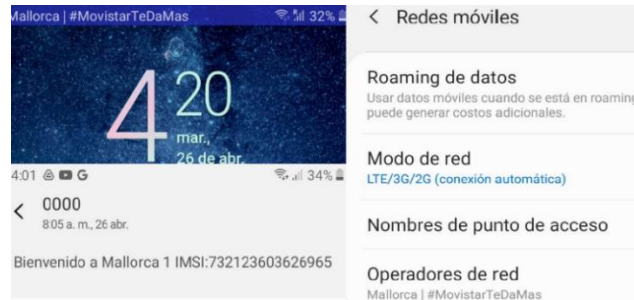 Mallorca | #MovistarTeDaMas 32%
4 20
mar.,
26 de abr.
4:01 G 34%
0000
8:05 a. m., 26 abr.
Bienvenido a Mallorca 1 IMSI:732123603626965
Redes móviles
Roaming de datos
Usar datos móviles cuando se está en roaming
puede generar costos adicionales.
Modo de red
LTE/3G/2G (conexión automática)
Nombres de punto de acceso
Operadores de red
Mallorca | #MovistarTeDaMas